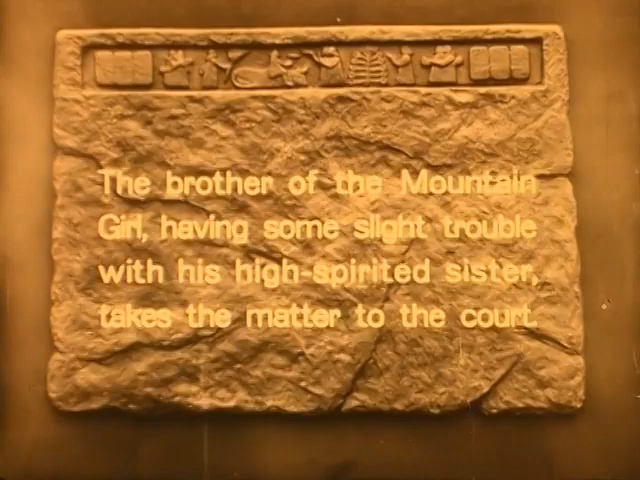 The brother of the Mountain
Girl, having some slight trouble
with his high-spirited sister,
takes the matter to the court.